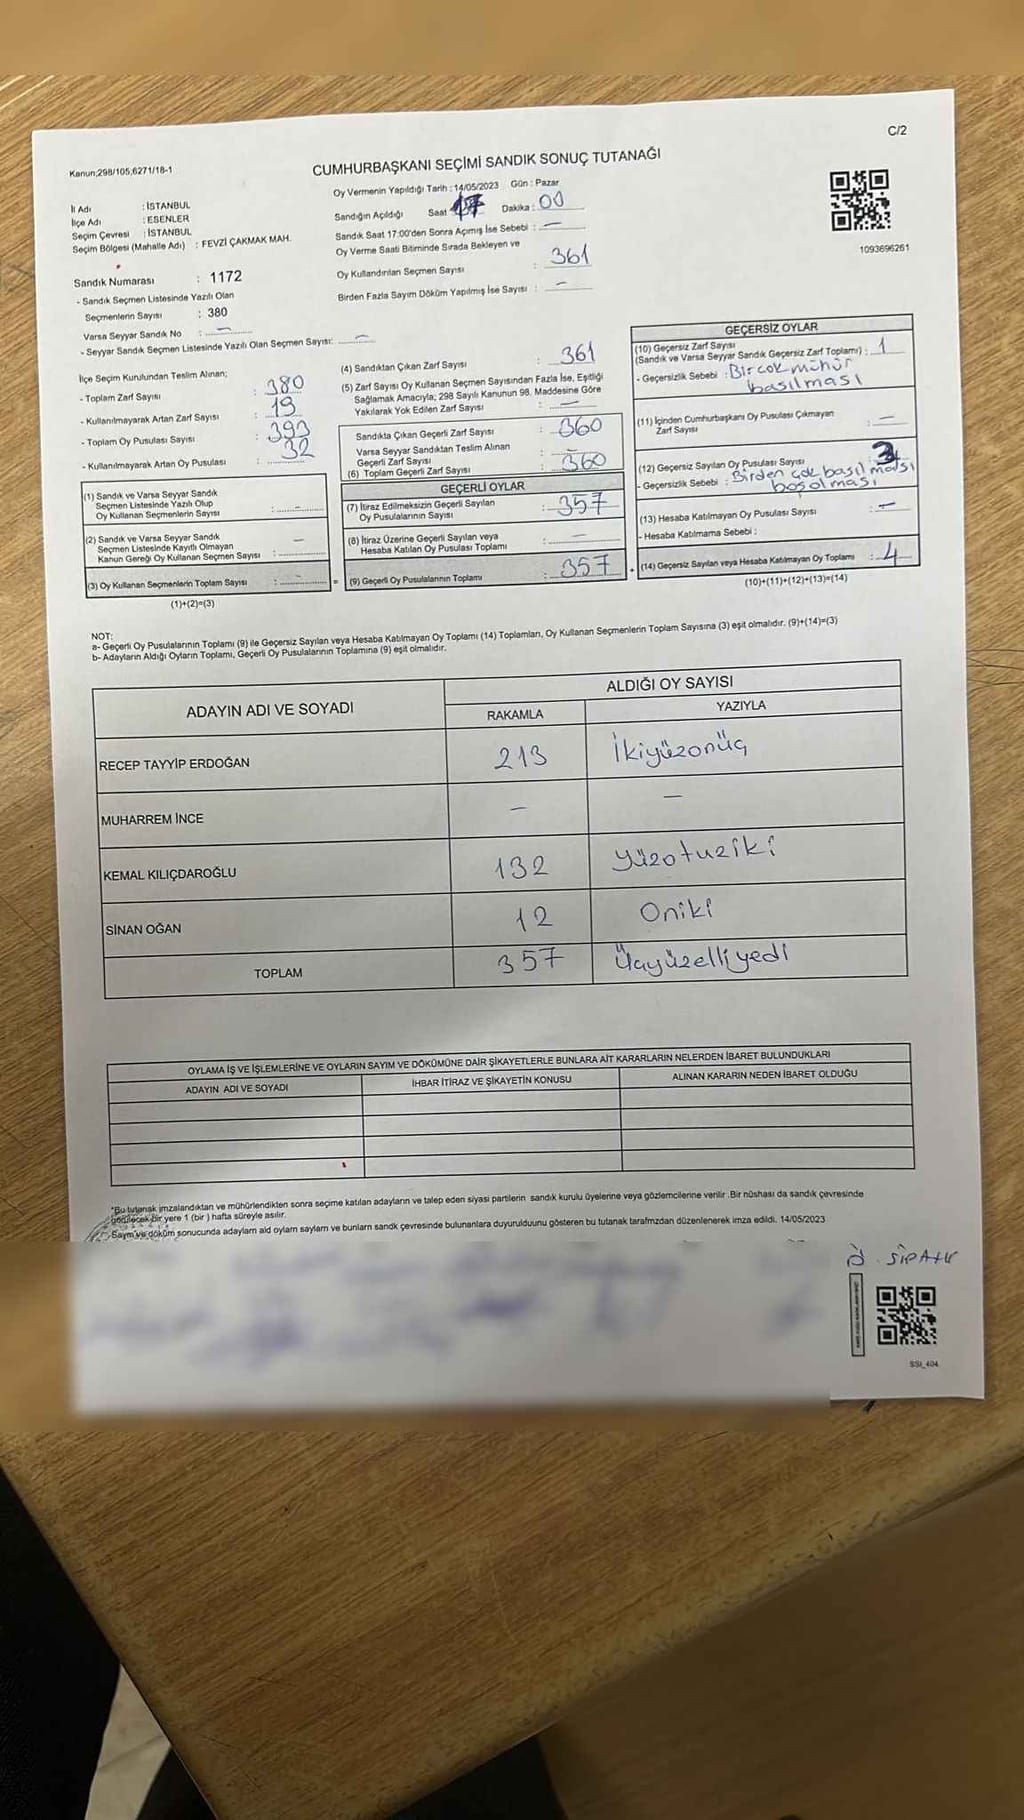 C/2
Kanun;298/105,6271/18-1
CUMHURBAŞKANI SEÇİMİ SANDIK SONUÇ TUTANAĞI
İl Adı : İSTANBUL
İlçe Adı : ESENLER
Seçim Çevresi : İSTANBUL
Seçim Bölgesi (Mahalle Adı) : FEVZİ ÇAKMAK MAH.
Sandık Numarası : 1172
- Sandık Seçmen Listesinde Yazılı Olan
Seçmenlerin Sayısı : 380
Varsa Seyyar Sandık No : –
- Seyyar Sandık Seçmen Listesinde Yazılı Olan Seçmen Sayısı: –
Oy Vermenin Yapıldığı Tarih : 14/05/2023 Gün : Pazar
Sandığın Açıldığı Saat 17 Dakika : 00
Sandık Saat 17:00'den Sonra Açımış İse Sebebi : –
Oy Verme Saati Bitiminde Sırada Bekleyen ve
Oy Kullandırılan Seçmen Sayısı : 361
Birden Fazla Sayım Döküm Yapılmış İse Sayısı : –
1093696261
İlçe Seçim Kurulundan Teslim Alınan;
- Toplam Zarf Sayısı : 380
- Kullanılmayarak Artan Zarf Sayısı : 19
- Toplam Oy Pusulası Sayısı : 393
- Kullanılmayarak Artan Oy Pusulası : 32
(1) Sandık ve Varsa Seyyar Sandık
Seçmen Listesinde Yazılı Olup
Oy Kullanan Seçmenlerin Sayısı : –
(2) Sandık ve Varsa Seyyar Sandık
Seçmen Listesinde Kayıtlı Olmayan
Kanun Gereği Oy Kullanan Seçmen Sayısı : –
(3) Oy Kullanan Seçmenlerin Toplam Sayısı : – =
(1)+(2)=(3)
(4) Sandıktan Çıkan Zarf Sayısı : 361
(5) Zarf Sayısı Oy Kullanan Seçmen Sayısından Fazla İse, Eşitliği
Sağlamak Amacıyla; 298 Sayılı Kanunun 98. Maddesine Göre
Yakılarak Yok Edilen Zarf Sayısı : –
Sandıkta Çıkan Geçerli Zarf Sayısı : 360
Varsa Seyyar Sandıktan Teslim Alınan
Geçerli Zarf Sayısı : –
(6) Toplam Geçerli Zarf Sayısı : 360
GEÇERLİ OYLAR
(7) İtiraz Edilmeksizin Geçerli Sayılan
Oy Pusulalarının Sayısı : 357
(8) İtiraz Üzerine Geçerli Sayılan veya
Hesaba Katılan Oy Pusulası Toplamı : –
(9) Geçerli Oy Pusulalarının Toplamı : 357 +
GEÇERSİZ OYLAR
(10) Geçersiz Zarf Sayısı
(Sandık ve Varsa Seyyar Sandık Geçersiz Zarf Toplamı) : 1
- Geçersizlik Sebebi : Bir çok mühür
basılması
(11) İçinden Cumhurbaşkanı Oy Pusulası Çıkmayan
Zarf Sayısı : –
(12) Geçersiz Sayılan Oy Pusulası Sayısı : 3
- Geçersizlik Sebebi : Birden çok basılması
boş olması
(13) Hesaba Katılmayan Oy Pusulası Sayısı : –
- Hesaba Katılmama Sebebi :
(14) Geçersiz Sayılan veya Hesaba Katılmayan Oy Toplamı : 4
(10)+(11)+(12)+(13)=(14)
NOT:
a- Geçerli Oy Pusulalarının Toplamı (9) ile Geçersiz Sayılan veya Hesaba Katılmayan Oy Toplamı (14) Toplamları, Oy Kullanan Seçmenlerin Toplam Sayısına (3) eşit olmalıdır. (9)+(14)=(3)
b- Adayların Aldığı Oyların Toplamı, Geçerli Oy Pusulalarının Toplamına (9) eşit olmalıdır.
ADAYIN ADI VE SOYADI ALDIĞI OY SAYISI
RAKAMLA YAZIYLA
RECEP TAYYİP ERDOĞAN 213 İkiyüzonüç
MUHARREM İNCE – –
KEMAL KILIÇDAROĞLU 132 Yüzotuziki
SİNAN OĞAN 12 Oniki
TOPLAM 357 Üçyüzelliyedi
OYLAMA İŞ VE İŞLEMLERİNE VE OYLARIN SAYIM VE DÖKÜMÜNE DAİR ŞİKAYETLERLE BUNLARA AİT KARARLARIN NELERDEN İBARET BULUNDUKLARI
ADAYIN ADI VE SOYADI İHBAR İTİRAZ VE ŞİKAYETİN KONUSU ALINAN KARARIN NEDEN İBARET OLDUĞU
*Bu tutanak imzalandıktan ve mühürlendikten sonra seçime katılan adayların ve talep eden siyasi partilerin sandık kurulu üyelerine veya gözlemcilerine verilir .Bir nüshası da sandık çevresinde
görülecek bir yere 1 (bir ) hafta süreyle asılır.
Saym ve döküm sonucunda adaylarn ald oylarn saylarn ve bunlarn sandk çevresinde bulunanlara duyurulduunu gösteren bu tutanak tarafmzdan düzenlenerek imza edildi. 14/05/2023
SSI_404